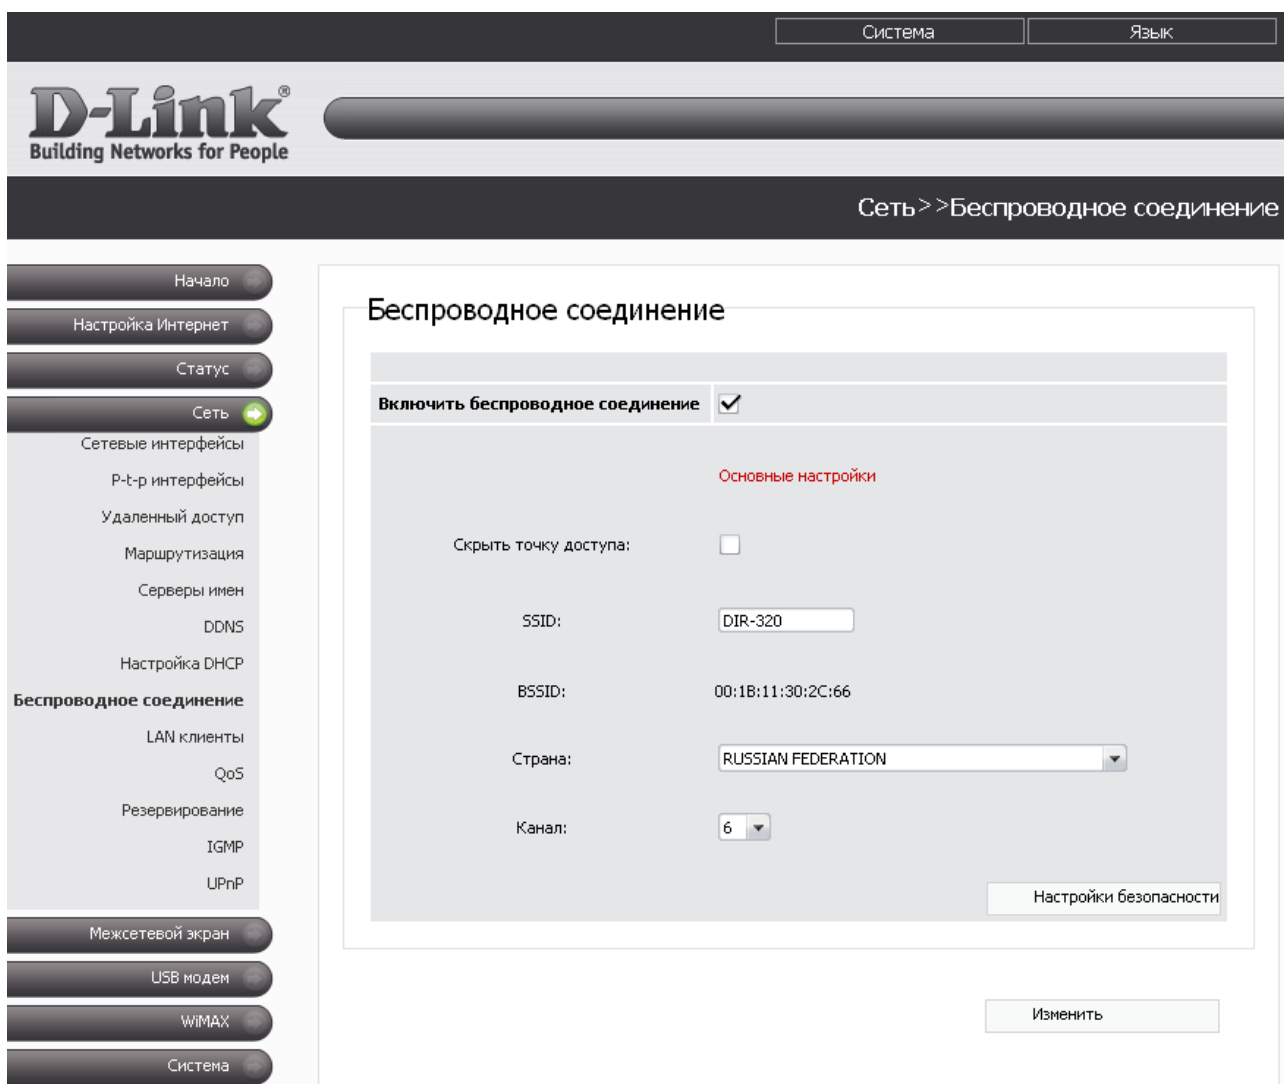 Система
Язык
D-Link®
Building Networks for People
Сеть>>Беспроводное соединение
Начало
Настройка Интернет
Статус
Сеть
Сетевые интерфейсы
P-t-p интерфейсы
Удаленный доступ
Маршрутизация
Серверы имен
DDNS
Настройка DHCP
Беспроводное соединение
LAN клиенты
QoS
Резервирование
IGMP
UPnP
Межсетевой экран
USB модем
WiMAX
Система
Беспроводное соединение
Включить беспроводное соединение
Основные настройки
Скрыть точку доступа:
SSID: DIR-320
BSSID: 00:1B:11:30:2C:66
Страна: RUSSIAN FEDERATION
Канал: 6
Настройки безопасности
Изменить